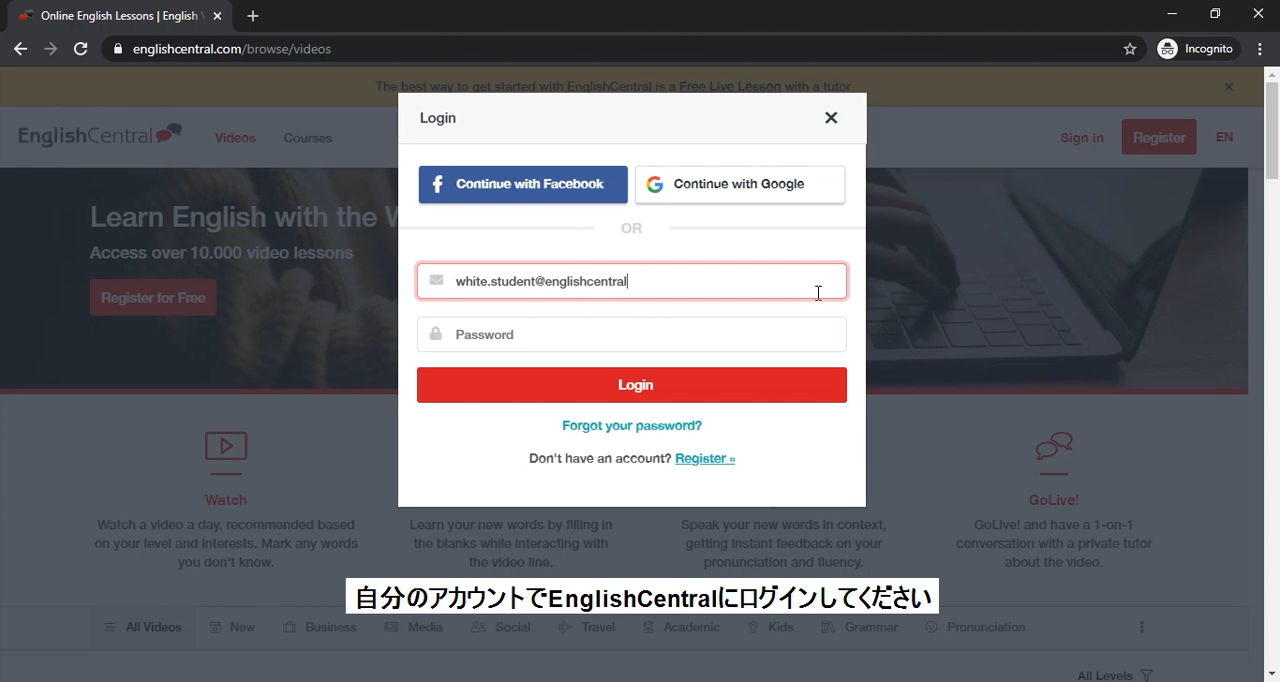 Online English Lessons | English
englishcentral.com/browse/videos
Incognito
The best way to get started with EnglishCentral is a Free Live Lesson with a tutor
EnglishCentral
Videos
Courses
Sign in
Register
EN
Login
Continue with Facebook
Continue with Google
OR
white.student@englishcentral
Password
Login
Forgot your password?
Don't have an account? Register »
Learn English with the W
Access over 10.000 video lessons
Register for Free
Watch
Watch a video a day, recommended based
on your level and interests. Mark any words
you don't know.
Learn your new words by filling in
the blanks while interacting with
the video line.
Speak your new words in context,
getting instant feedback on your
pronunciation and fluency.
GoLive!
GoLive! and have a 1-on-1
conversation with a private tutor
about the video.
自分のアカウントでEnglishCentralにログインしてください
All Videos
New
Business
Media
Social
Travel
Academic
Kids
Grammar
Pronunciation
All Levels